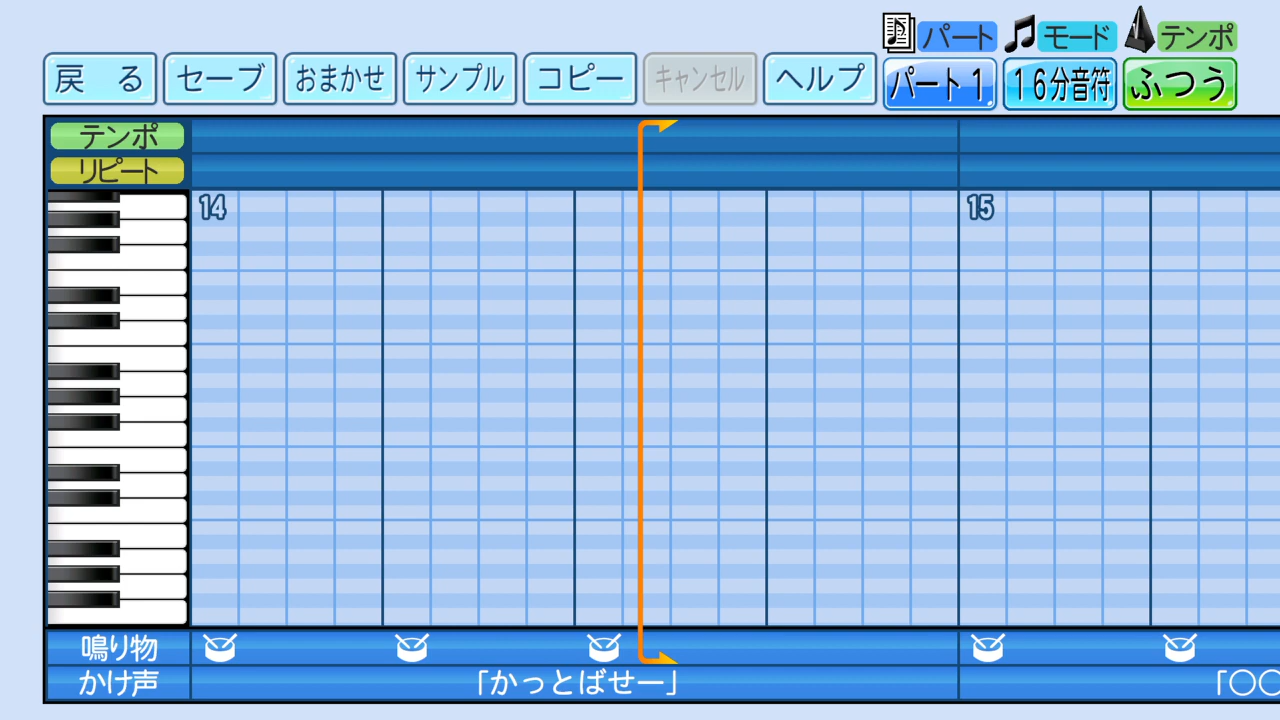 パート モード テンポ
戻る セーブ おまかせ サンプル コピー キャンセル ヘルプ パート1 16分音符 ふつう
テンポ
リピート
14 15
鳴り物
かけ声 「かっとばせー」 「〇〇